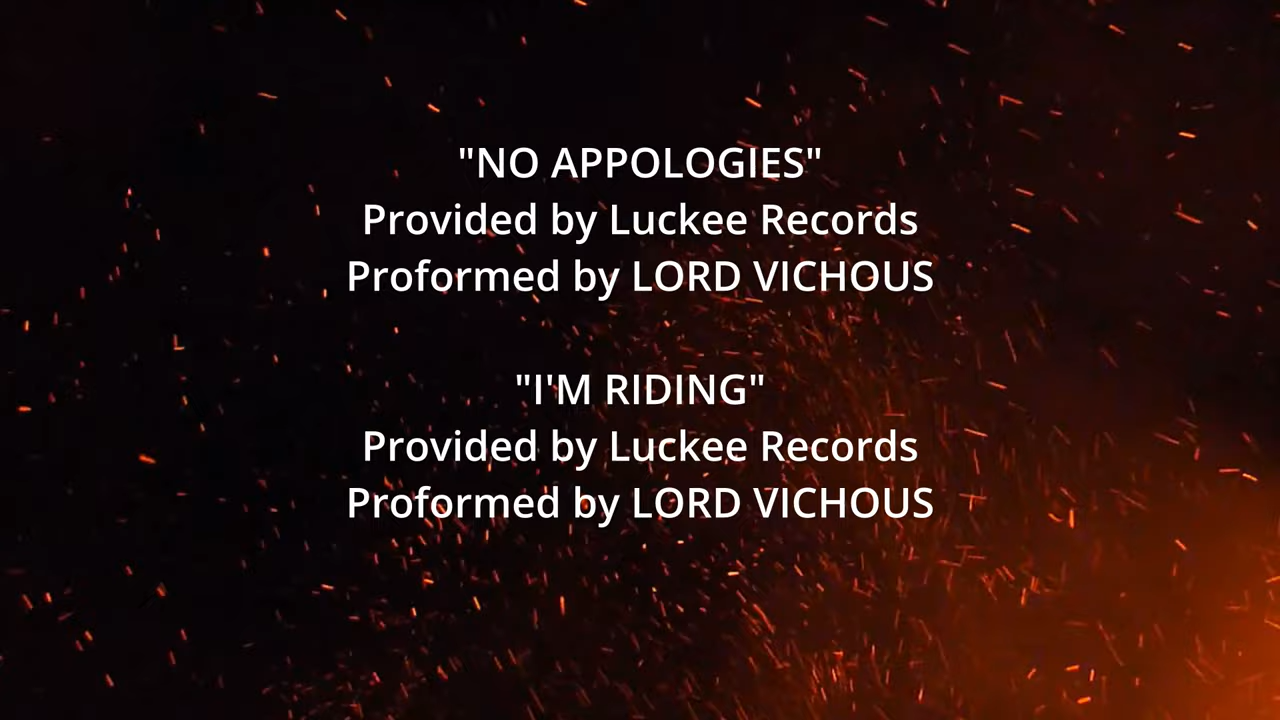 "NO APPOLOGIES"
Provided by Luckee Records
Proformed by LORD VICHOUS
"I'M RIDING"
Provided by Luckee Records
Proformed by LORD VICHOUS